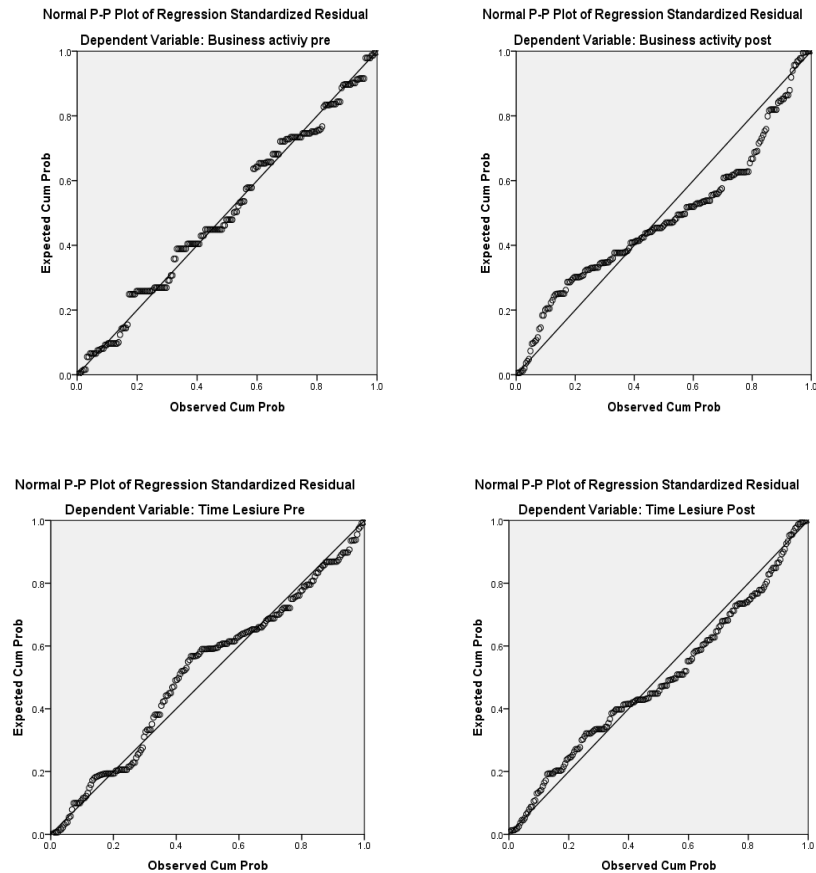 Normal P-P Plot of Regression Standardized Residual
Dependent Variable: Business activiy pre
1.0
0.8
0.6
0.4
0.2
0.0
Expected Cum Prob
0.0 0.2 0.4 0.6 0.8 1.0
Observed Cum Prob
Normal P-P Plot of Regression Standardized Residual
Dependent Variable: Business activity post
1.0
0.8
0.6
0.4
0.2
0.0
Expected Cum Prob
0.0 0.2 0.4 0.6 0.8 1.0
Observed Cum Prob
Normal P-P Plot of Regression Standardized Residual
Dependent Variable: Time Lesiure Pre
1.0
0.8
0.6
0.4
0.2
0.0
Expected Cum Prob
0.0 0.2 0.4 0.6 0.8 1.0
Observed Cum Prob
Normal P-P Plot of Regression Standardized Residual
Dependent Variable: Time Lesiure Post
1.0
0.8
0.6
0.4
0.2
0.0
Expected Cum Prob
0.0 0.2 0.4 0.6 0.8 1.0
Observed Cum Prob